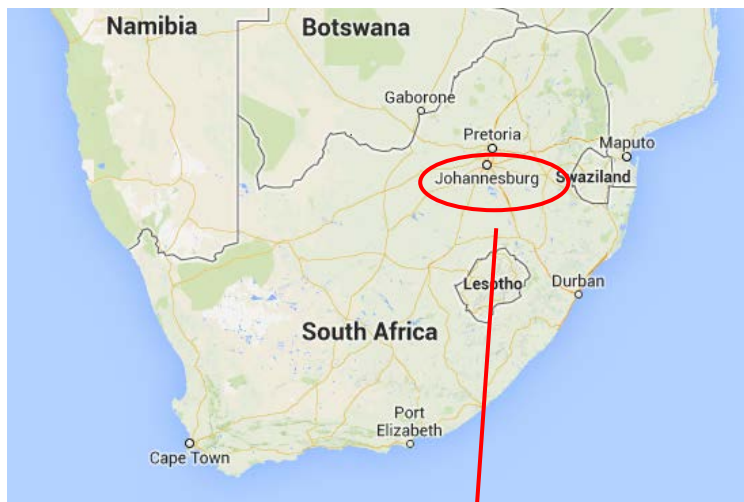 Namibia
Botswana
Gaborone
Pretoria
Maputo
Johannesburg
Swaziland
Lesotho
Durban
South Africa
Port
Elizabeth
Cape Town